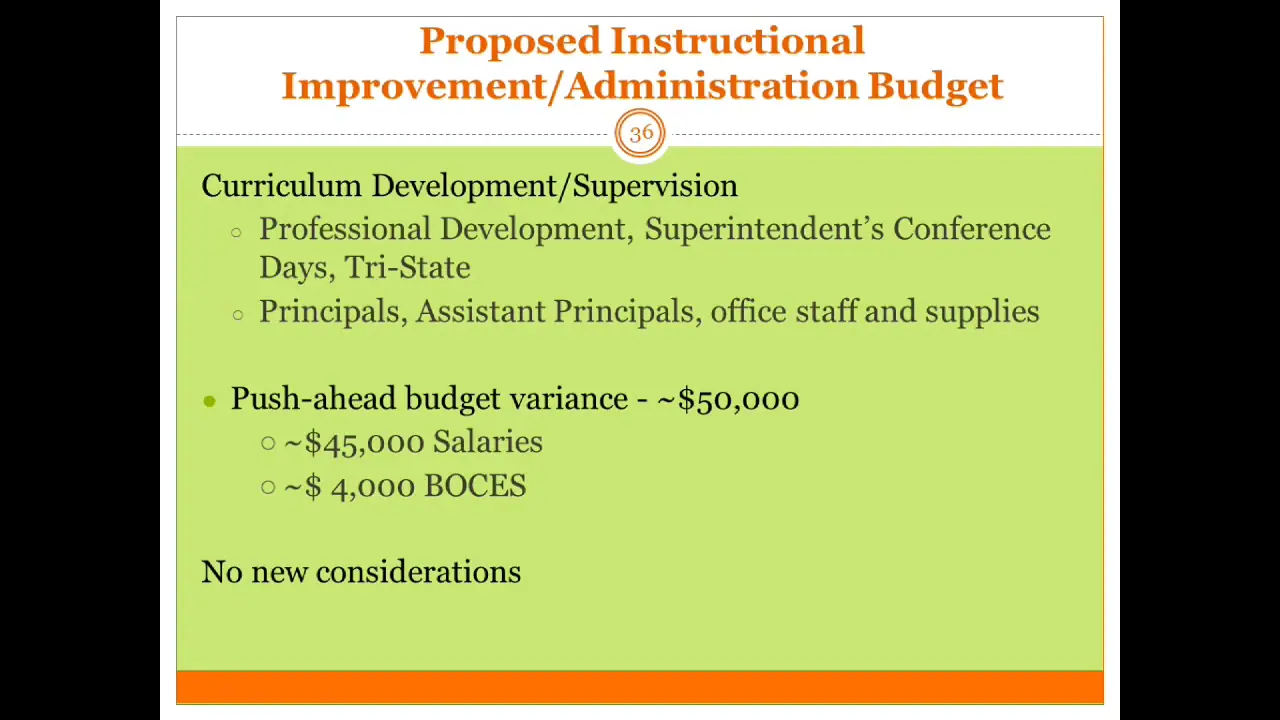 Proposed Instructional
Improvement/Administration Budget
36
Curriculum Development/Supervision
○ Professional Development, Superintendent's Conference
Days, Tri-State
○ Principals, Assistant Principals, office staff and supplies
● Push-ahead budget variance - ~$50,000
○ ~$45,000 Salaries
○ ~$ 4,000 BOCES
No new considerations